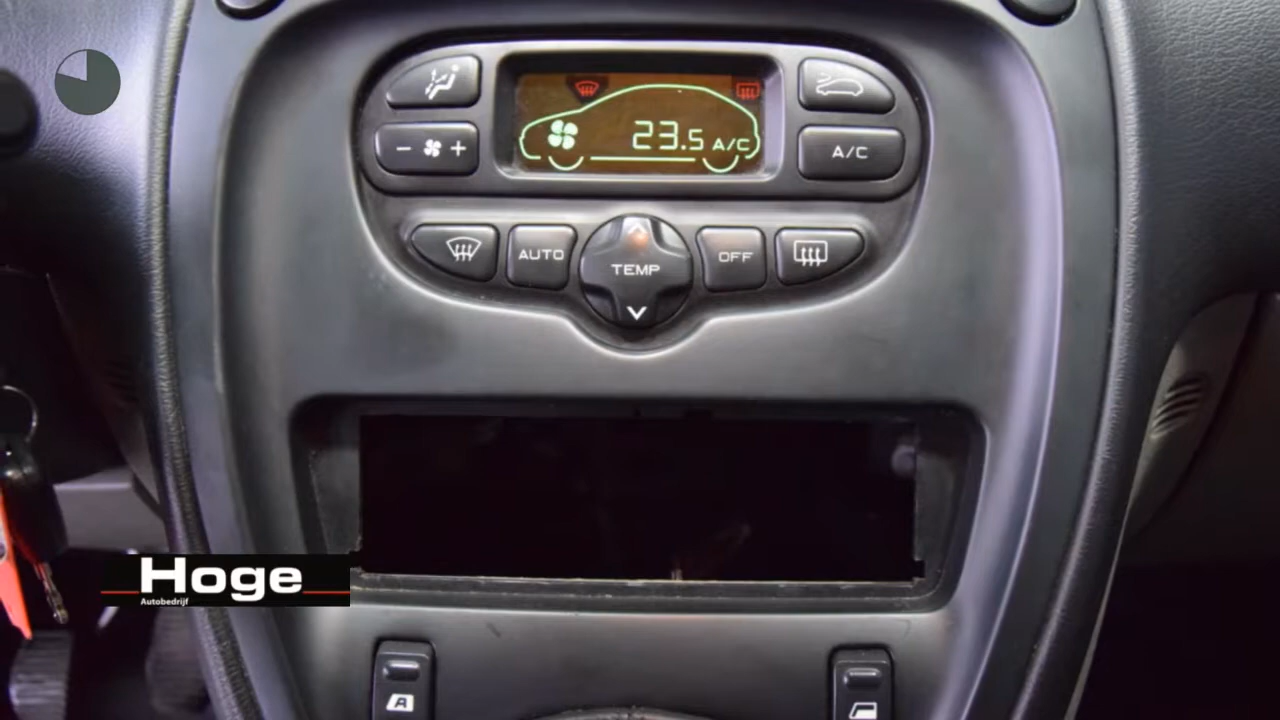 23.5 A/C
− +
A/C
AUTO
TEMP
OFF
Hoge
Autobedrijf
A